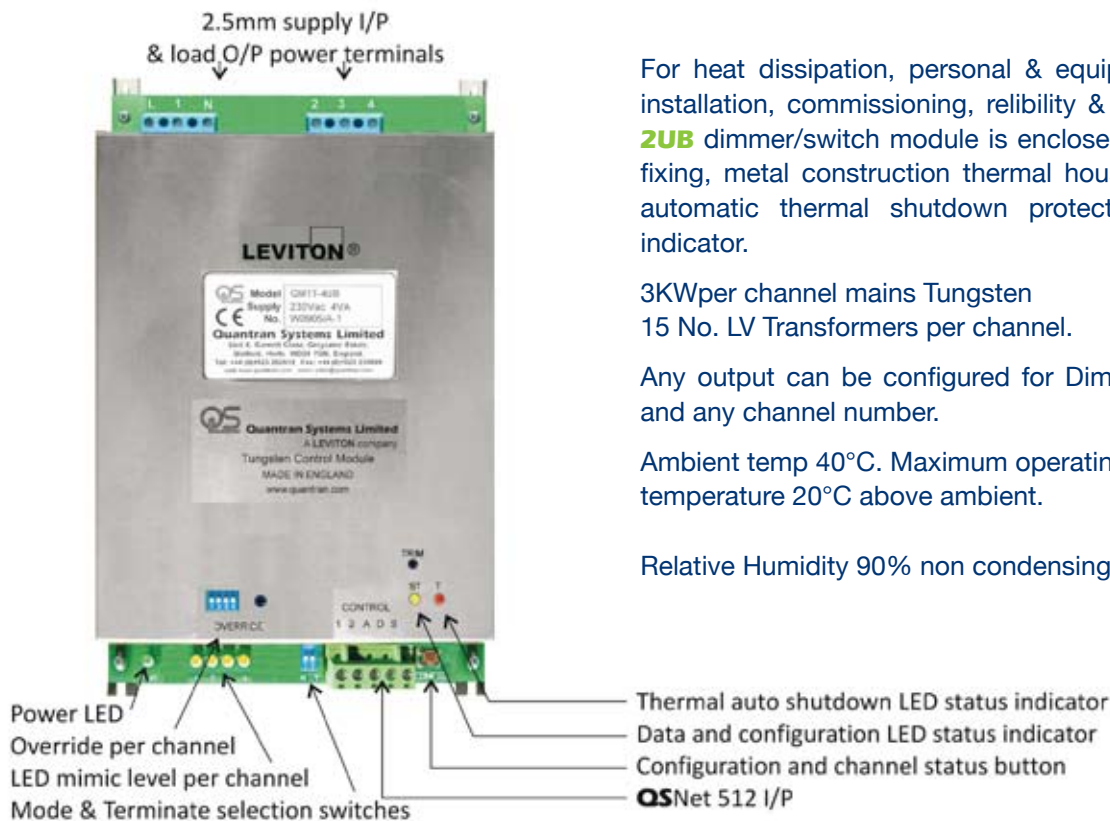 2.5mm supply I/P
& load O/P power terminals
L 1 N
2 3 4
LEVITON®
QS Model QM11-4UB
CE Supply 230Vac 4VA
No. W0905/A-1
Quantran Systems Limited
QS Quantran Systems Limited
A LEVITON company
Tungsten Control Module
MADE IN ENGLAND
www.quantran.com
TRIM
ST T
OVERRIDE
CONTROL
1 2 A D S
Power LED
Override per channel
LED mimic level per channel
Mode & Terminate selection switches
For heat dissipation, personal & equip
installation, commissioning, relibility &
2UB dimmer/switch module is enclose
fixing, metal construction thermal hou
automatic thermal shutdown protect
indicator.
3KWper channel mains Tungsten
15 No. LV Transformers per channel.
Any output can be configured for Dim
and any channel number.
Ambient temp 40°C. Maximum operatin
temperature 20°C above ambient.
Relative Humidity 90% non condensing
Thermal auto shutdown LED status indicator
Data and configuration LED status indicator
Configuration and channel status button
QSNet 512 I/P